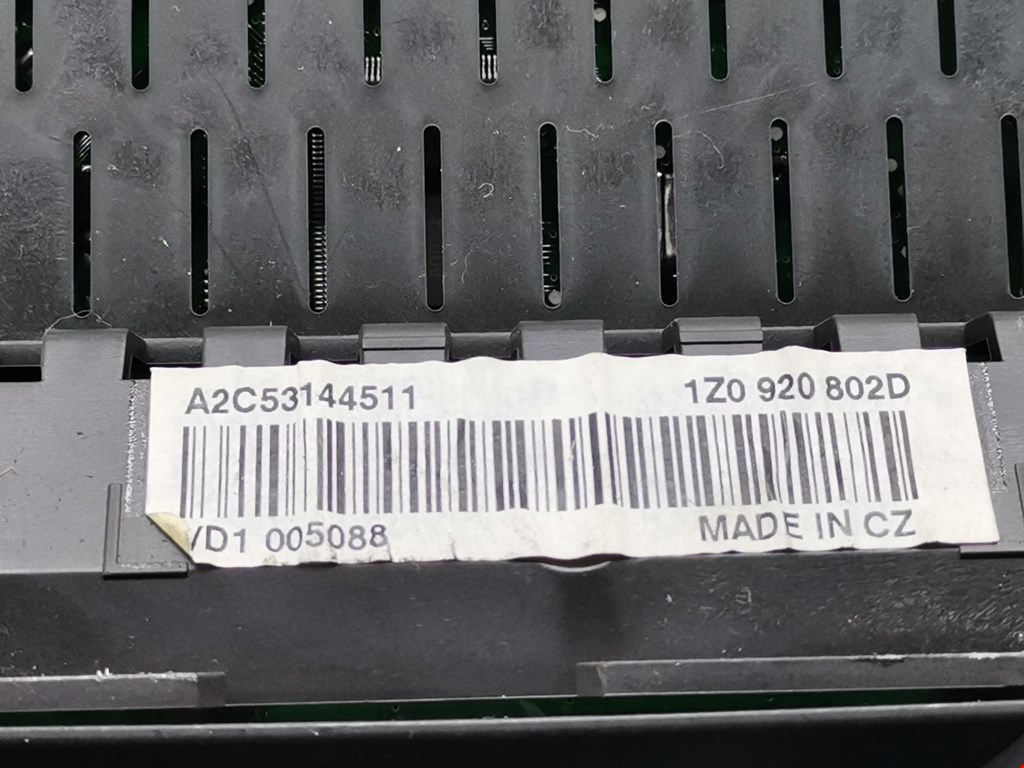 A2C53144511 1Z0 920 802D
VD1 005088 MADE IN CZ